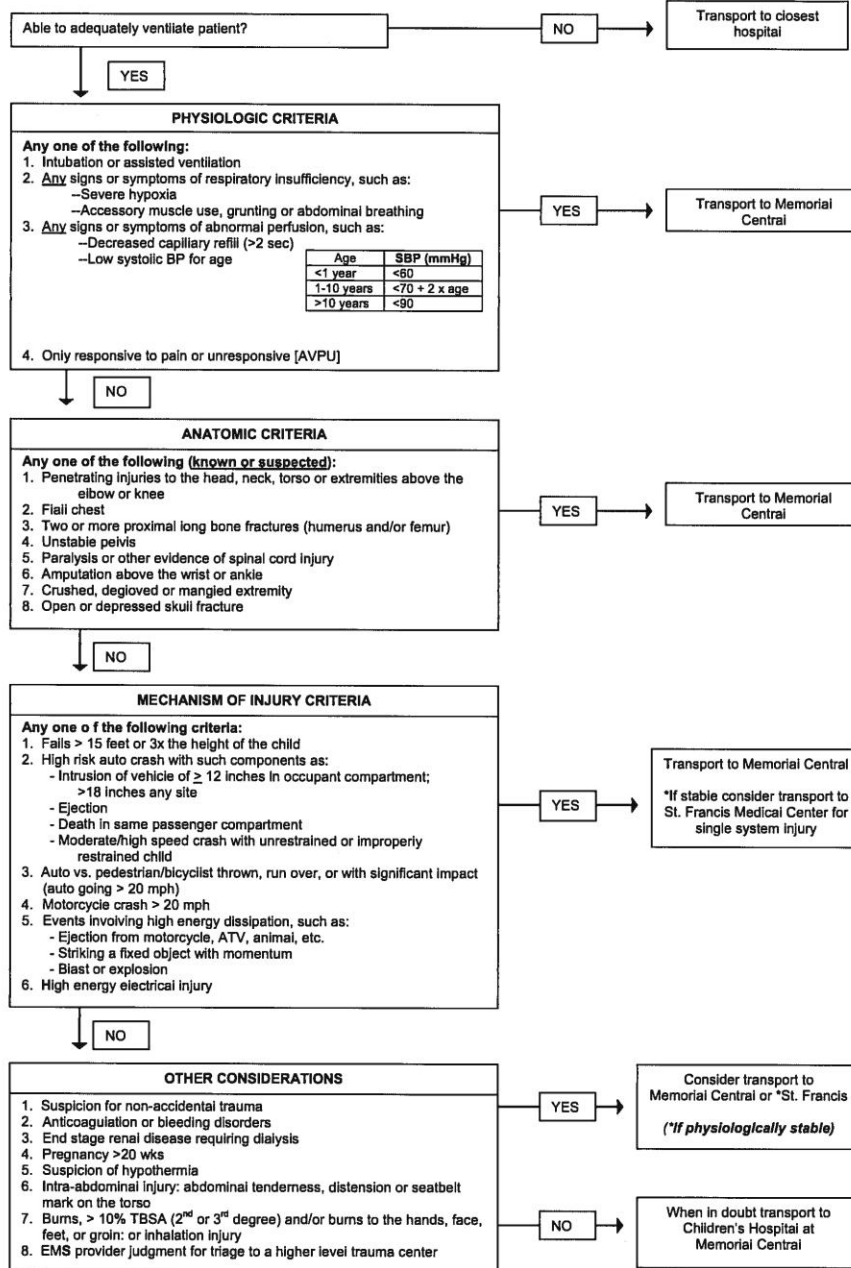 Able to adequately ventilate patient?
NO
Transport to closest
hospital
YES
PHYSIOLOGIC CRITERIA
Any one of the following:
1. Intubation or assisted ventilation
2. Any signs or symptoms of respiratory insufficiency, such as:
--Severe hypoxia
--Accessory muscle use, grunting or abdominal breathing
3. Any signs or symptoms of abnormal perfusion, such as:
--Decreased capillary refill (>2 sec)
--Low systolic BP for age
Age SBP (mmHg)
<1 year <60
1-10 years <70 + 2 x age
>10 years <90
4. Only responsive to pain or unresponsive [AVPU]
YES
Transport to Memorial
Central
NO
ANATOMIC CRITERIA
Any one of the following (known or suspected):
1. Penetrating injuries to the head, neck, torso or extremities above the
elbow or knee
2. Flail chest
3. Two or more proximal long bone fractures (humerus and/or femur)
4. Unstable pelvis
5. Paralysis or other evidence of spinal cord injury
6. Amputation above the wrist or ankle
7. Crushed, degloved or mangled extremity
8. Open or depressed skull fracture
YES
Transport to Memorial
Central
NO
MECHANISM OF INJURY CRITERIA
Any one o f the following criteria:
1. Falls > 15 feet or 3x the height of the child
2. High risk auto crash with such components as:
- Intrusion of vehicle of ≥ 12 inches in occupant compartment;
>18 inches any site
- Ejection
- Death in same passenger compartment
- Moderate/high speed crash with unrestrained or improperly
restrained child
3. Auto vs. pedestrian/bicyclist thrown, run over, or with significant impact
(auto going > 20 mph)
4. Motorcycle crash > 20 mph
5. Events involving high energy dissipation, such as:
- Ejection from motorcycle, ATV, animal, etc.
- Striking a fixed object with momentum
- Blast or explosion
6. High energy electrical injury
YES
Transport to Memorial Central
*If stable consider transport to
St. Francis Medical Center for
single system injury
NO
OTHER CONSIDERATIONS
1. Suspicion for non-accidental trauma
2. Anticoagulation or bleeding disorders
3. End stage renal disease requiring dialysis
4. Pregnancy >20 wks
5. Suspicion of hypothermia
6. Intra-abdominal injury: abdominal tenderness, distension or seatbelt
mark on the torso
7. Burns, > 10% TBSA (2nd or 3rd degree) and/or burns to the hands, face,
feet, or groin: or inhalation injury
8. EMS provider judgment for triage to a higher level trauma center
YES
Consider transport to
Memorial Central or *St. Francis
(*If physiologically stable)
NO
When in doubt transport to
Children's Hospital at
Memorial Central